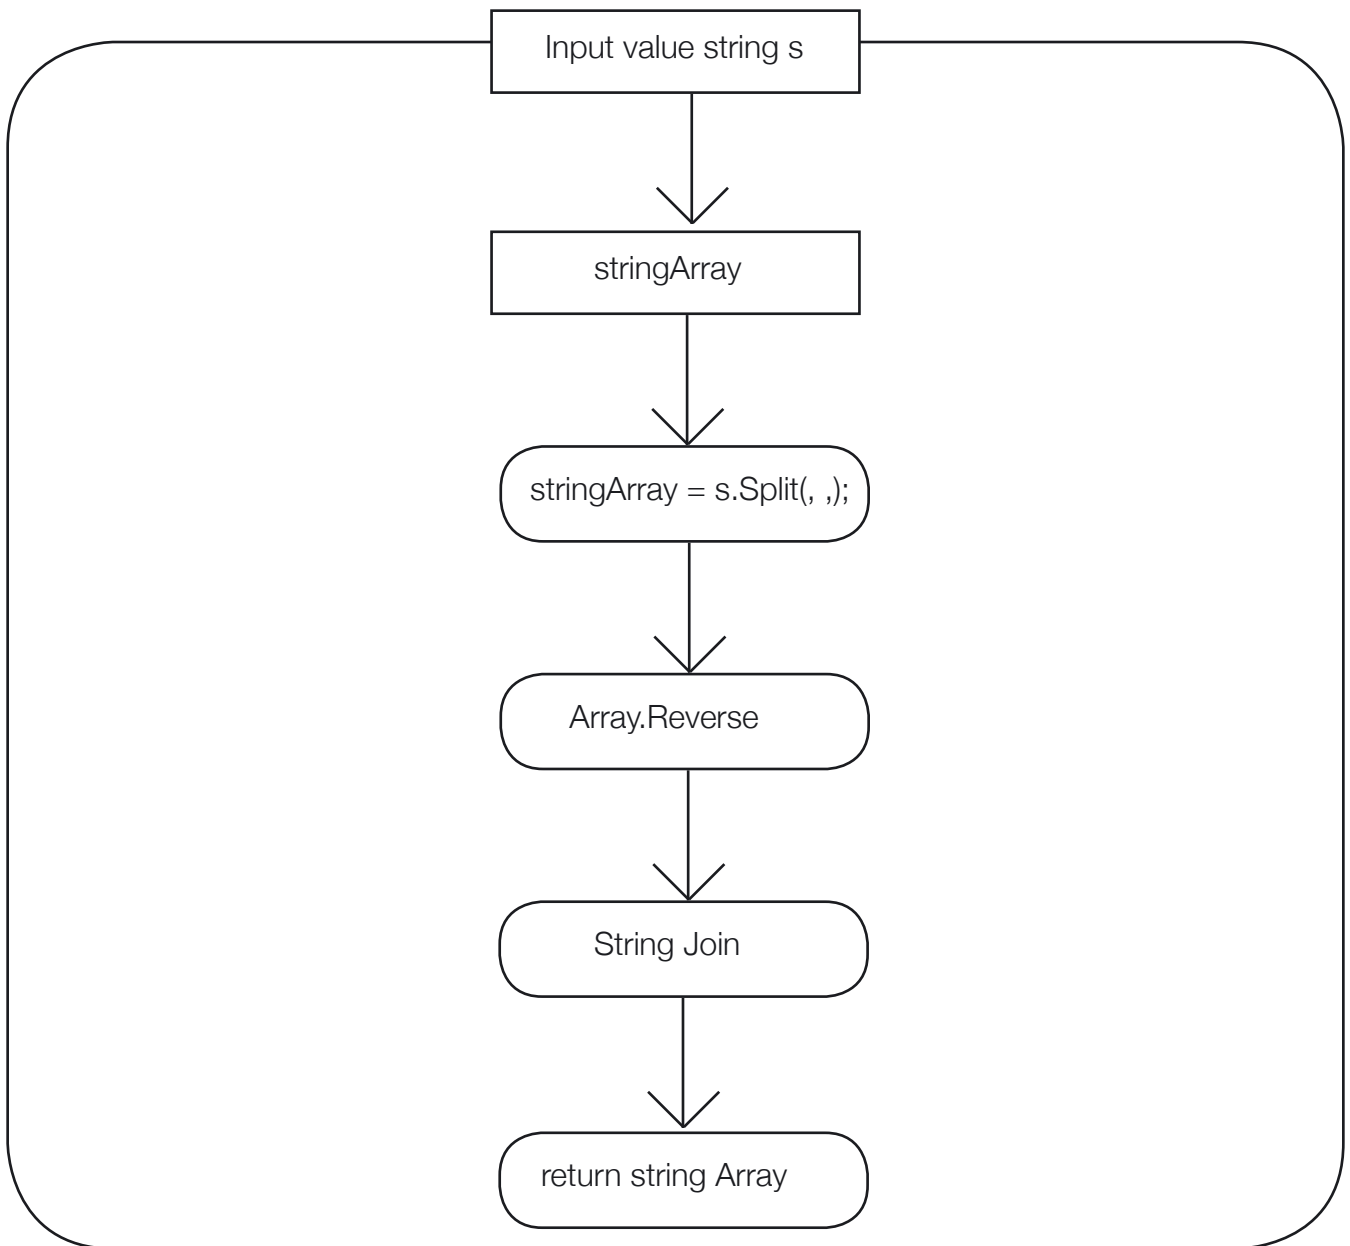 Input value string s
stringArray
stringArray = s.Split(, ,);
Array.Reverse
String Join
return string Array